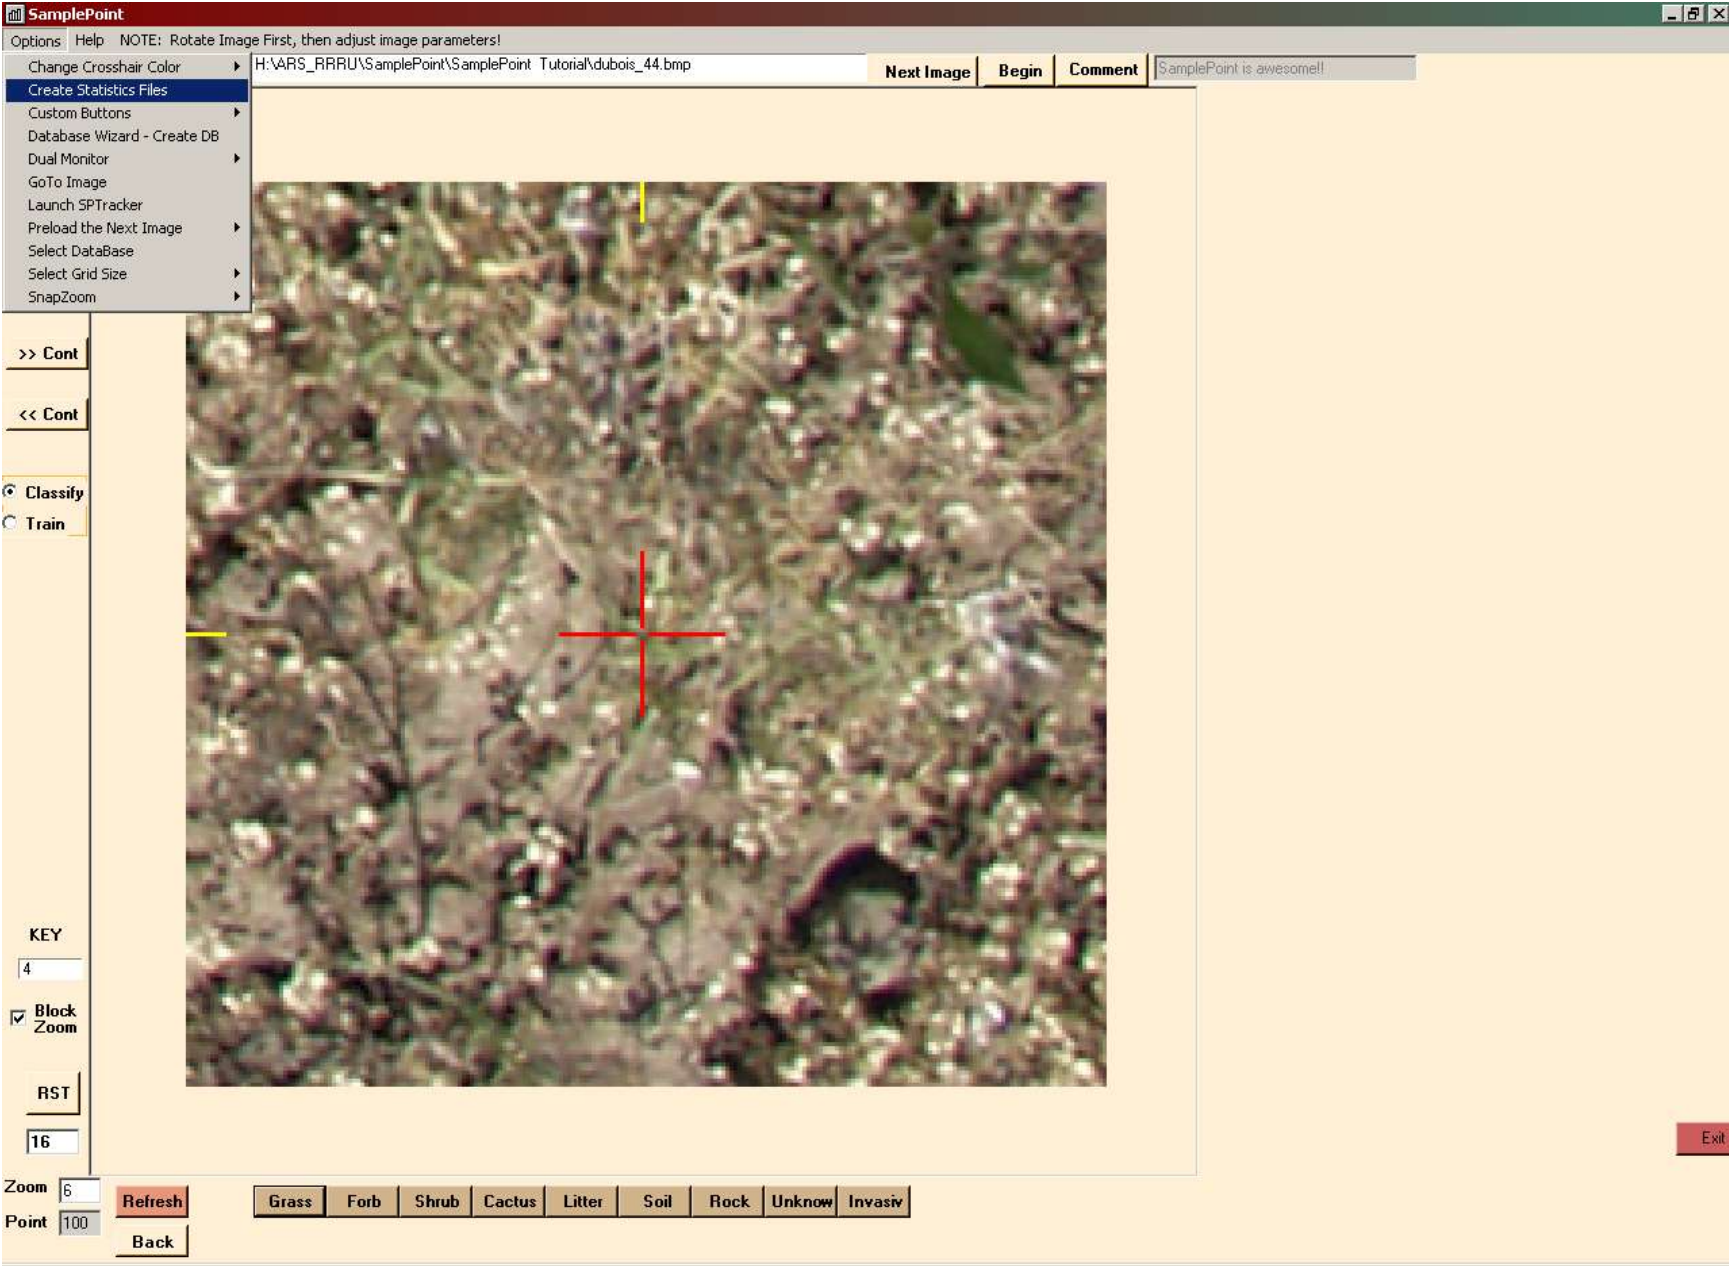 SamplePoint
Options Help NOTE: Rotate Image First, then adjust image parameters!
Change Crosshair Color
Create Statistics Files
Custom Buttons
Database Wizard - Create DB
Dual Monitor
GoTo Image
Launch SPTracker
Preload the Next Image
Select DataBase
Select Grid Size
SnapZoom
H:\ARS_RRRU\SamplePoint\SamplePoint Tutorial\dubois_44.bmp
Next Image Begin Comment SamplePoint is awesome!!
>> Cont
<< Cont
Classify
Train
KEY
4
Block
Zoom
RST
16
Exit
Zoom 6
Point 100
Refresh
Back
Grass Forb Shrub Cactus Litter Soil Rock Unknow Invasiv